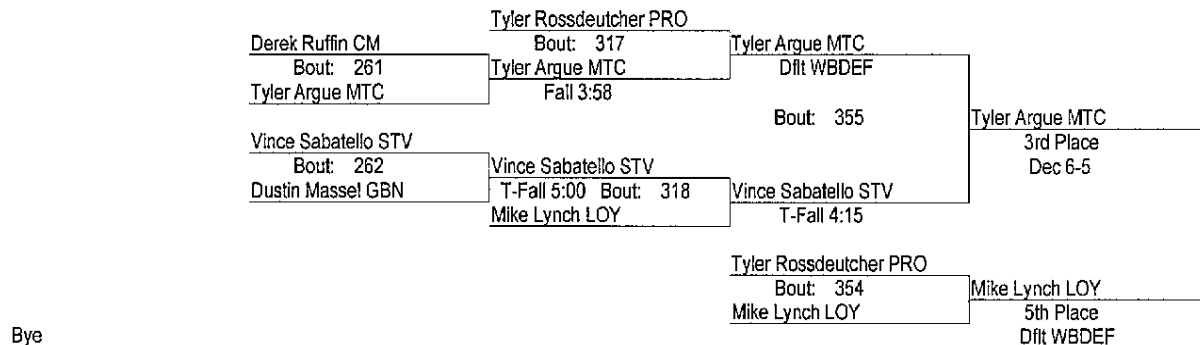 Tyler Rossdeutcher PRO
Derek Ruffin CM
Bout: 317
Tyler Argue MTC
Bout: 261
Tyler Argue MTC
Dflt WBDEF
Tyler Argue MTC
Fall 3:58
Bout: 355
Tyler Argue MTC
Vince Sabatello STV
3rd Place
Bout: 262
Vince Sabatello STV
Dec 6-5
Dustin Massel GBN
T-Fall 5:00 Bout: 318
Vince Sabatello STV
Mike Lynch LOY
T-Fall 4:15
Tyler Rossdeutcher PRO
Bout: 354
Mike Lynch LOY
Mike Lynch LOY
5th Place
Bye
Dflt WBDEF